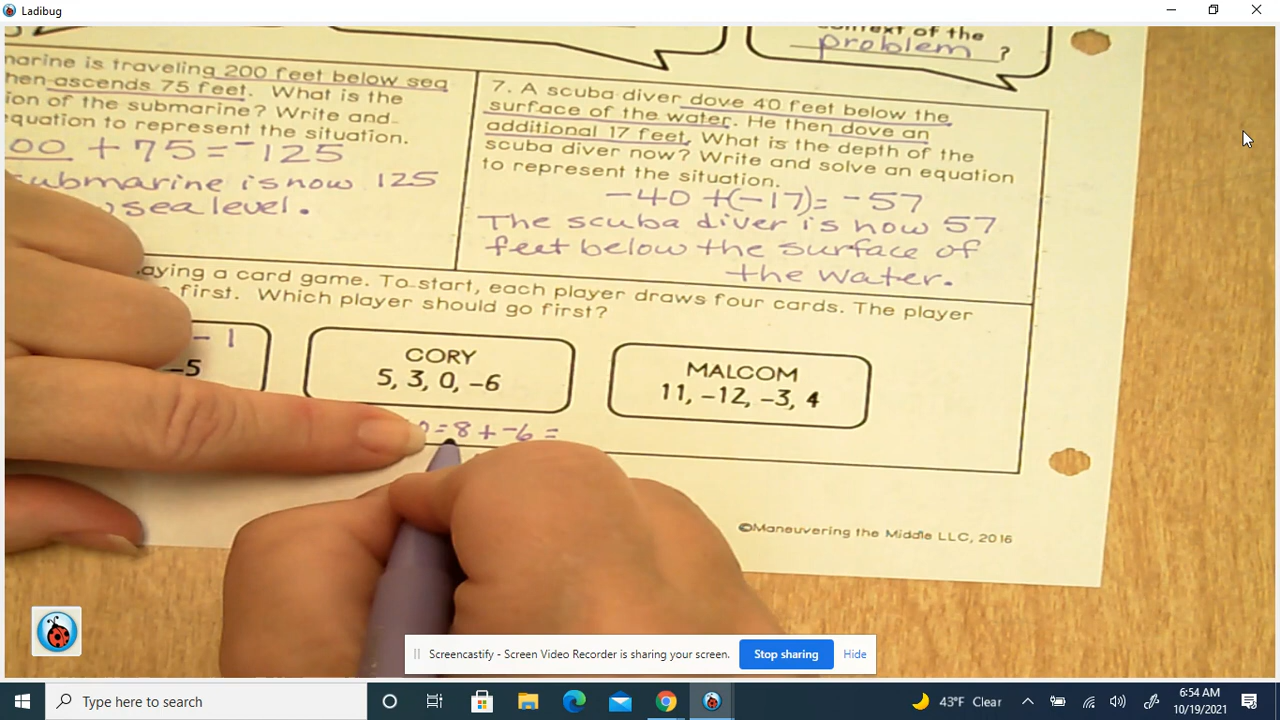 Ladibug
context of the
problem ?
marine is traveling 200 feet below sea
hen ascends 75 feet. What is the
ion of the submarine? Write and
equation to represent the situation.
00 + 75 = -125
submarine is now 125
sea level.
7. A scuba diver dove 40 feet below the
surface of the water. He then dove an
additional 17 feet. What is the depth of the
scuba diver now? Write and solve an equation
to represent the situation.
-40 + (-17) = -57
The scuba diver is now 57
feet below the surface of
the water.
aying a card game. To start, each player draws four cards. The player
first. Which player should go first?
- 1
-5
CORY
5, 3, 0, -6
0 = 8 + -6 =
MALCOM
11, -12, -3, 4
©Maneuvering the Middle LLC, 2016
Screencastify - Screen Video Recorder is sharing your screen.
Stop sharing
Hide
Type here to search
43°F Clear
6:54 AM
10/19/2021